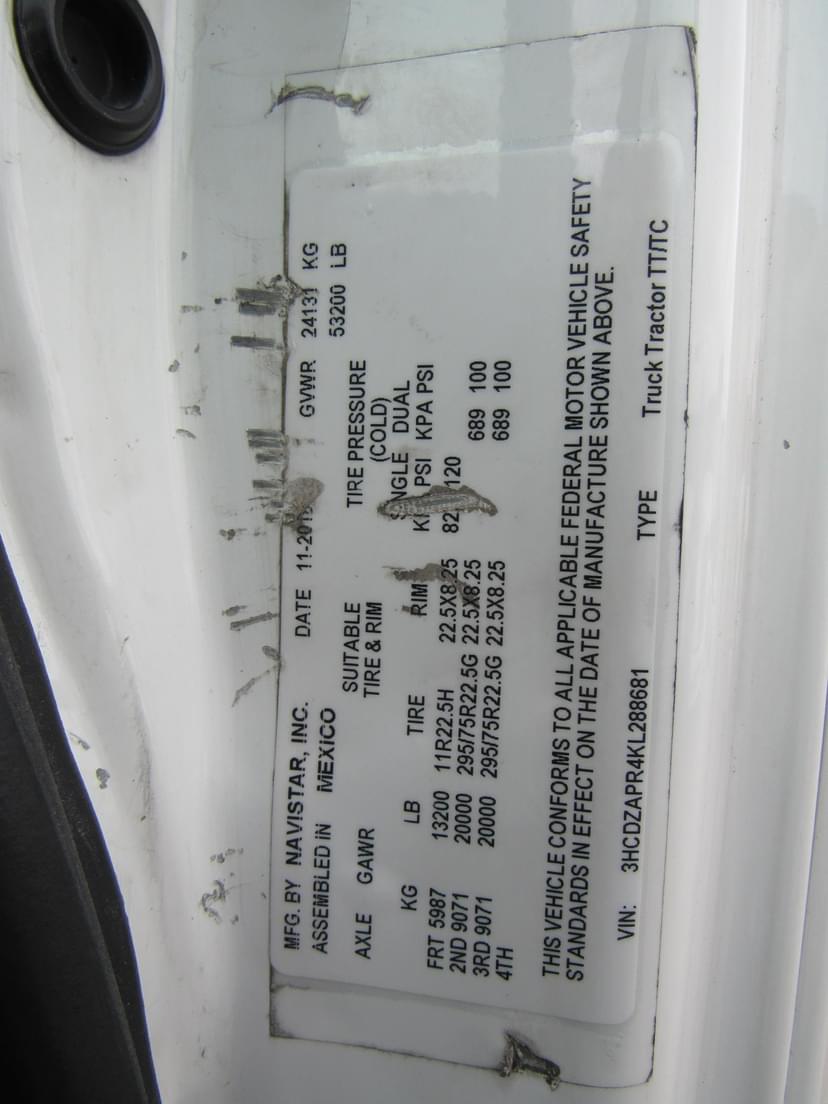 MFG. BY NAVISTAR, INC. DATE GVWR 24131 KG
ASSEMBLED IN MEXICO 53200 LB
AXLE GAWR SUITABLE TIRE PRESSURE
TIRE & RIM (COLD)
DUAL
KG LB TIRE RIM PSI KPA PSI
FRT 5987 13200 11R22.5H 22.5X8.25 120
2ND 9071 20000 295/75R22.5G 22.5X8.25 689 100
3RD 9071 20000 295/75R22.5G 22.5X8.25 689 100
4TH
THIS VEHICLE CONFORMS TO ALL APPLICABLE FEDERAL MOTOR VEHICLE SAFETY
STANDARDS IN EFFECT ON THE DATE OF MANUFACTURE SHOWN ABOVE.
VIN: 3HCDZAPR4KL288681 TYPE Truck Tractor TT/TC